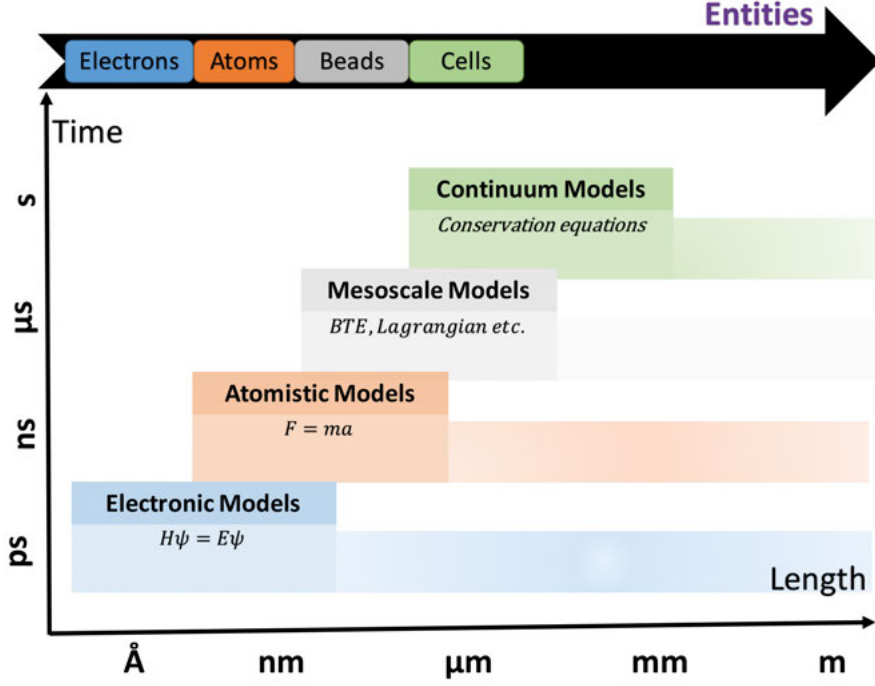 Entities
Electrons Atoms Beads Cells
Time
s
Continuum Models
Conservation equations
μs
Mesoscale Models
BTE, Lagrangian etc.
ns
Atomistic Models
F = ma
ps
Electronic Models
Hψ = Eψ
Length
Å nm μm mm m